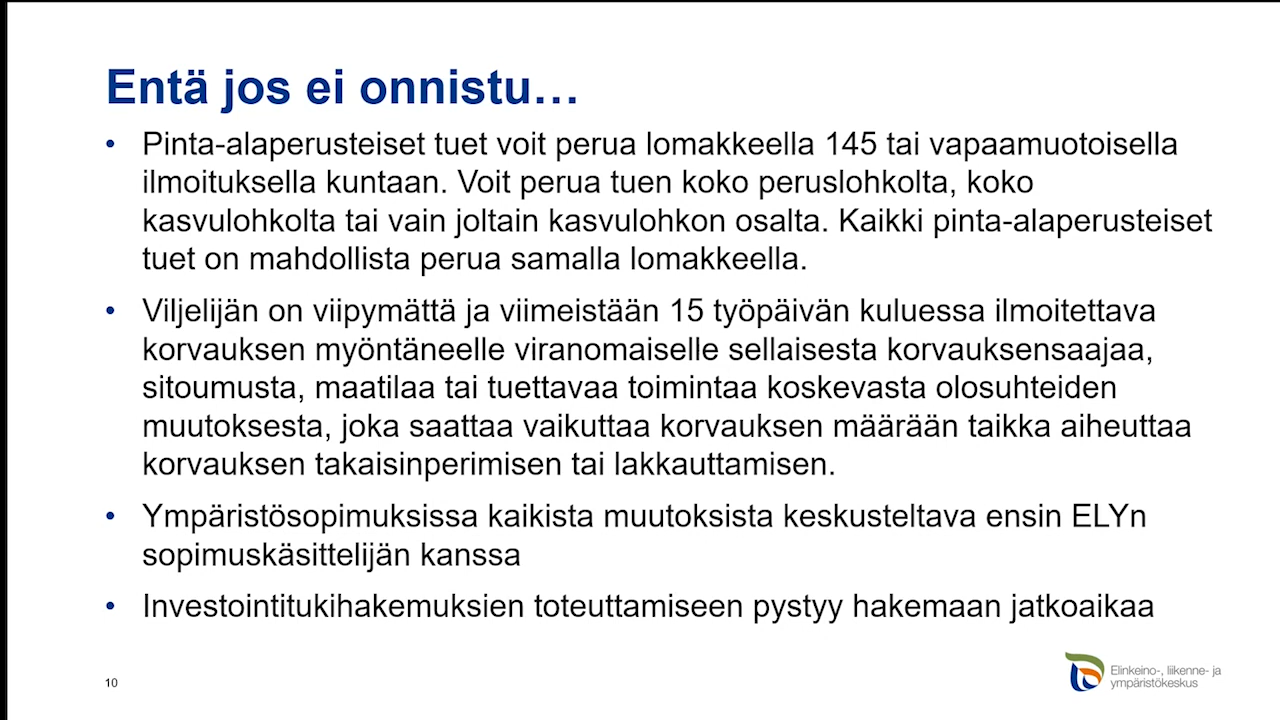 Entä jos ei onnistu…
• Pinta-alaperusteiset tuet voit perua lomakkeella 145 tai vapaamuotoisella
ilmoituksella kuntaan. Voit perua tuen koko peruslohkolta, koko
kasvulohkolta tai vain joltain kasvulohkon osalta. Kaikki pinta-alaperusteiset
tuet on mahdollista perua samalla lomakkeella.
• Viljelijän on viipymättä ja viimeistään 15 työpäivän kuluessa ilmoitettava
korvauksen myöntäneelle viranomaiselle sellaisesta korvauksensaajaa,
sitoumusta, maatilaa tai tuettavaa toimintaa koskevasta olosuhteiden
muutoksesta, joka saattaa vaikuttaa korvauksen määrään taikka aiheuttaa
korvauksen takaisinperimisen tai lakkauttamisen.
• Ympäristösopimuksissa kaikista muutoksista keskusteltava ensin ELYn
sopimuskäsittelijän kanssa
• Investointitukihakemuksien toteuttamiseen pystyy hakemaan jatkoaikaa
10
Elinkeino-, liikenne- ja
ympäristökeskus